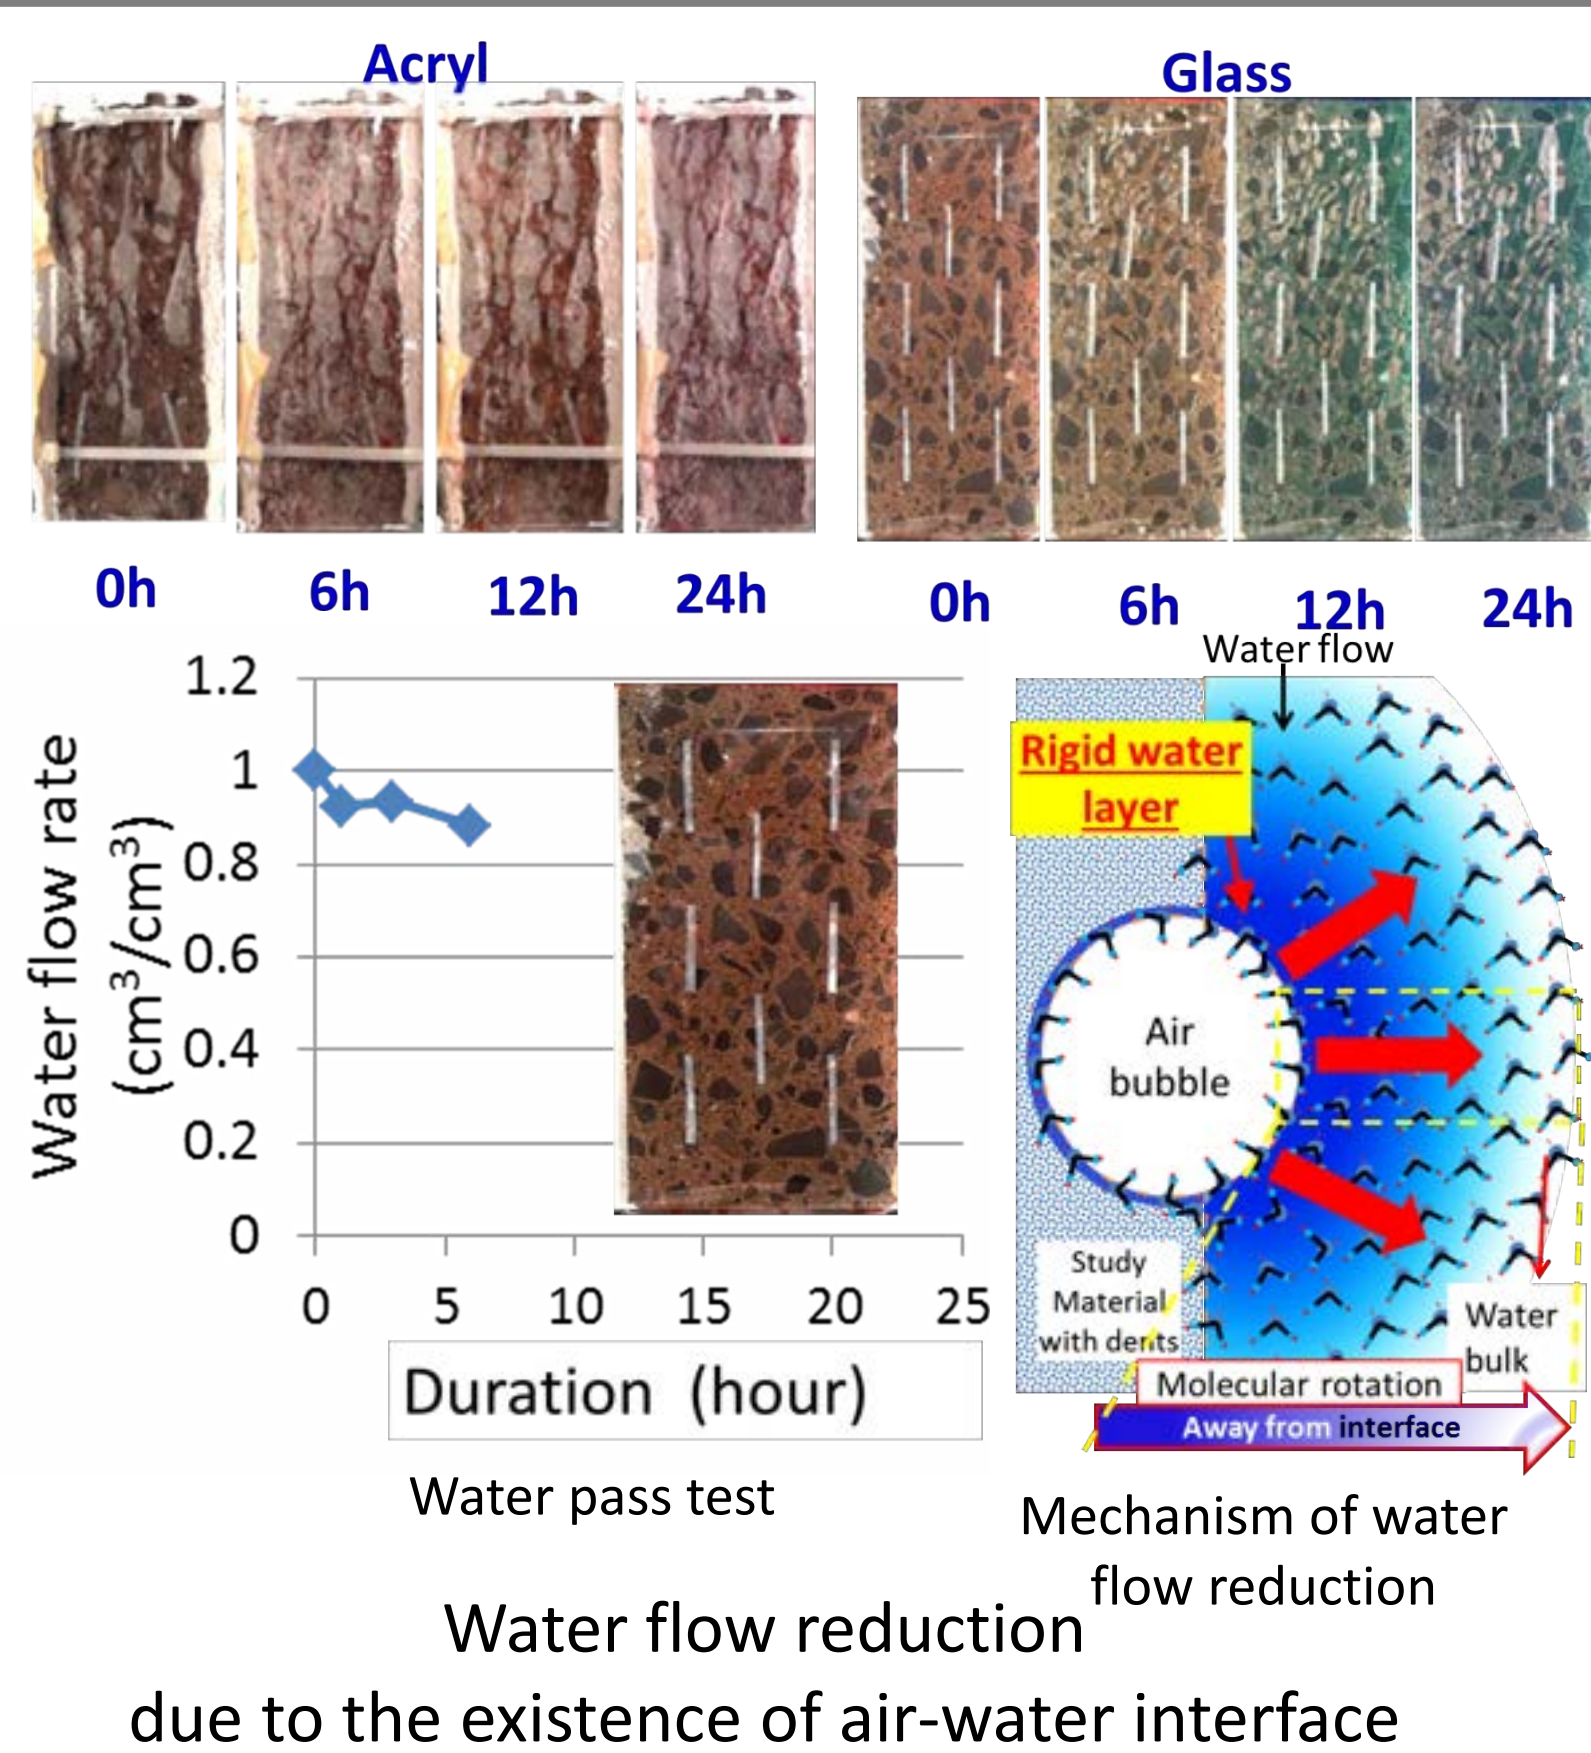 Acryl
Glass
0h
6h
12h
24h
0h
6h
12h
24h
Water flow rate
(cm³/cm³)
1.2
1
0.8
0.6
0.4
0.2
0
0
5
10
15
20
25
Duration (hour)
Water pass test
Water flow
Rigid water
layer
Air
bubble
Study
Material
with dents
Water
bulk
Molecular rotation
Away from interface
Mechanism of water
flow reduction
Water flow reduction
due to the existence of air-water interface